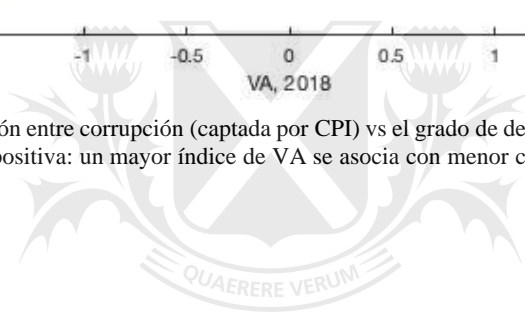 -1 -0.5 0 0.5 1
VA, 2018
ón entre corrupción (captada por CPI) vs el grado de de
positiva: un mayor índice de VA se asocia con menor c
QUAERERE VERUM